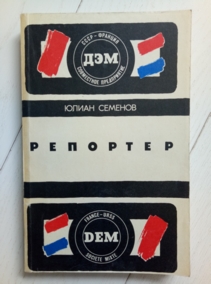 СССР - ФРАНЦИЯ
ДЭМ
СОВМЕСТНОЕ ПРЕДПРИЯТИЕ
ЮЛИАН СЕМЕНОВ
РЕПОРТЕР
FRANCE - URSS
DEM
SOCIETE MIXTE